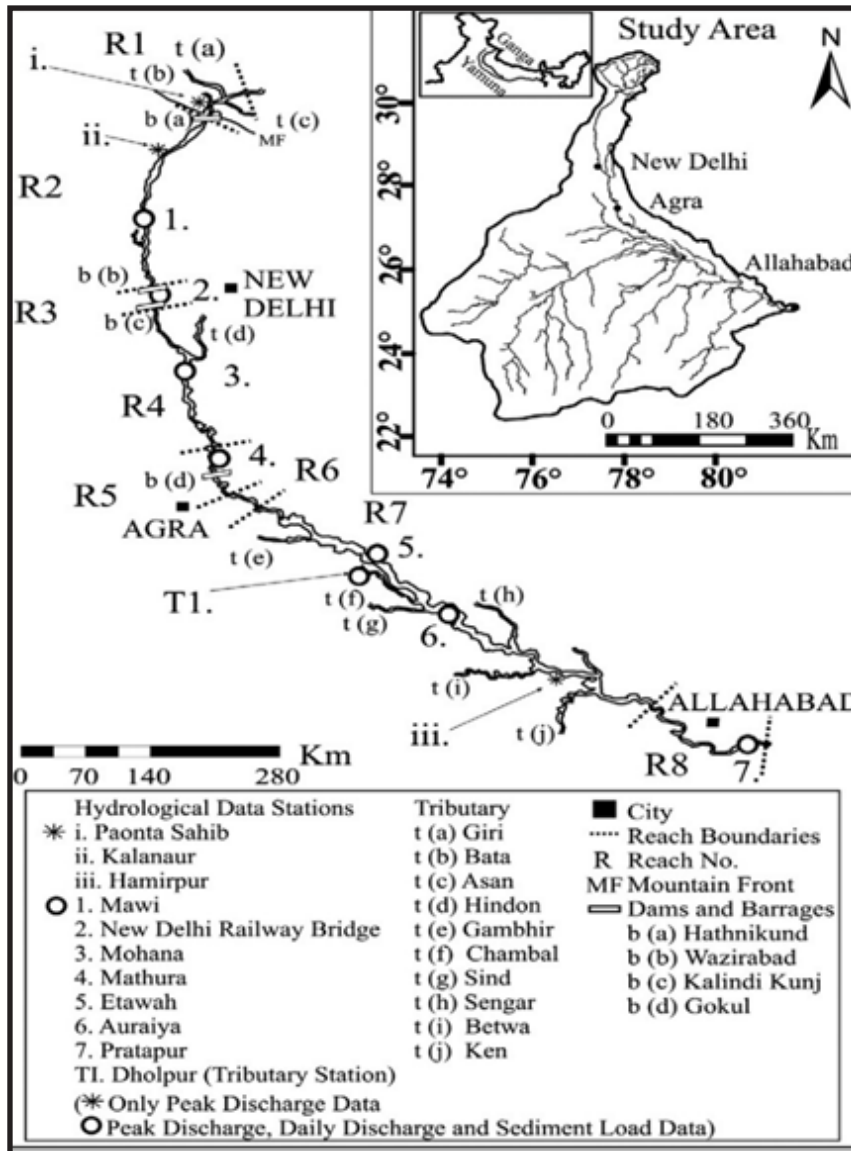 R1
t (a)
i.
t (b)
b (a)
t (c)
ii.
MF
R2
1.
b (b)
2.
NEW
DELHI
R3
b (c)
t (d)
3.
R4
4.
R6
R5
b (d)
AGRA
R7
t (e)
5.
T1.
t (f)
t (g)
t (h)
6.
t (i)
iii.
t (j)
ALLAHABAD
R8
7.
Km
0 70 140 280
Ganga
Yamuna
Study Area
N
30°
28°
26°
24°
22°
New Delhi
Agra
Allahabad
0 180 360
Km
74° 76° 78° 80°
Hydrological Data Stations
i. Paonta Sahib
ii. Kalanaur
iii. Hamirpur
1. Mawi
2. New Delhi Railway Bridge
3. Mohana
4. Mathura
5. Etawah
6. Auraiya
7. Pratapur
TI. Dholpur (Tributary Station)
( Only Peak Discharge Data
Peak Discharge, Daily Discharge and Sediment Load Data)
Tributary
t (a) Giri
t (b) Bata
t (c) Asan
t (d) Hindon
t (e) Gambhir
t (f) Chambal
t (g) Sind
t (h) Sengar
t (i) Betwa
t (j) Ken
City
Reach Boundaries
R Reach No.
MF Mountain Front
Dams and Barrages
b (a) Hathnikund
b (b) Wazirabad
b (c) Kalindi Kunj
b (d) Gokul